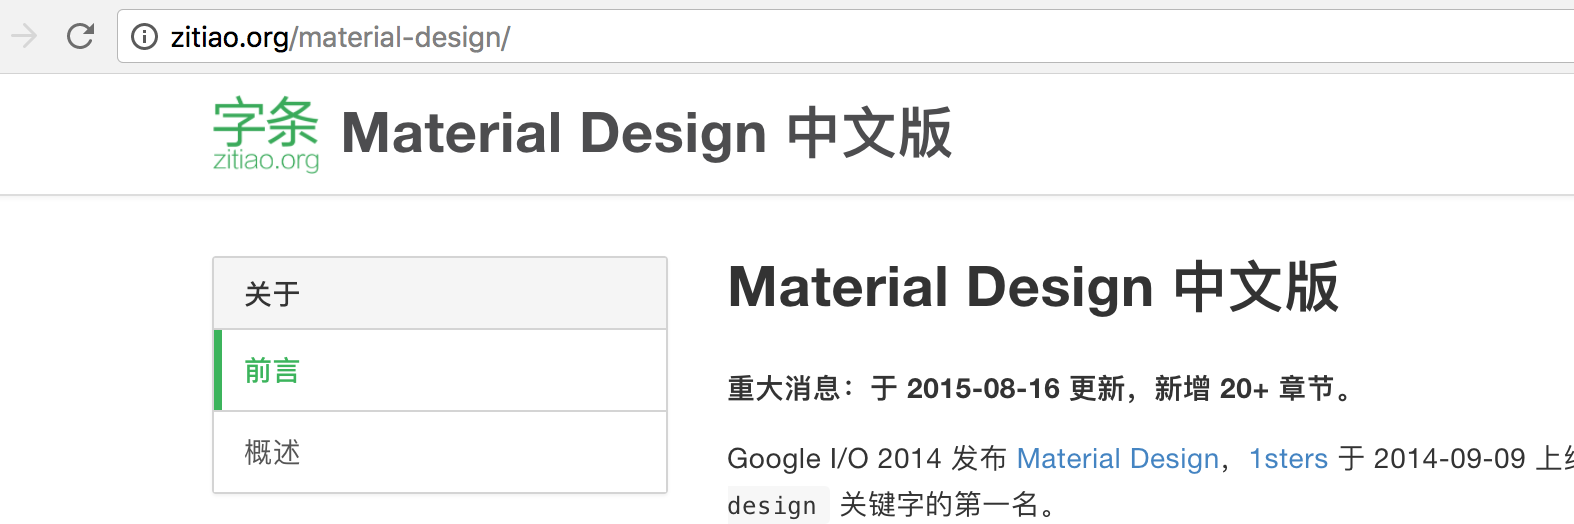 zitiao.org/material-design/
字条
zitiao.org
Material Design 中文版
关于
前言
概述
Material Design 中文版
重大消息：于 2015-08-16 更新，新增 20+ 章节。
Google I/O 2014 发布 Material Design，1sters 于 2014-09-09 上
design 关键字的第一名。